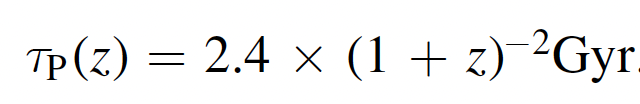 τP(z) = 2.4 × (1 + z)−2Gyr.